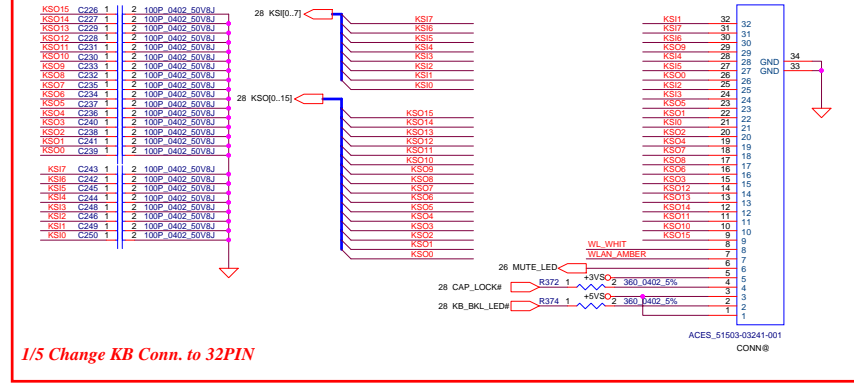 KSO15 C226 1 2 100P_0402_50V8J
KSO14 C227 1 2 100P_0402_50V8J
KSO13 C229 1 2 100P_0402_50V8J
KSO12 C228 1 2 100P_0402_50V8J
KSO11 C231 1 2 100P_0402_50V8J
KSO10 C230 1 2 100P_0402_50V8J
KSO9 C233 1 2 100P_0402_50V8J
KSO8 C232 1 2 100P_0402_50V8J
KSO7 C235 1 2 100P_0402_50V8J
KSO6 C234 1 2 100P_0402_50V8J
KSO5 C237 1 2 100P_0402_50V8J
KSO4 C236 1 2 100P_0402_50V8J
KSO3 C240 1 2 100P_0402_50V8J
KSO2 C238 1 2 100P_0402_50V8J
KSO1 C241 1 2 100P_0402_50V8J
KSO0 C239 1 2 100P_0402_50V8J
KSI7 C243 1 2 100P_0402_50V8J
KSI6 C242 1 2 100P_0402_50V8J
KSI5 C245 1 2 100P_0402_50V8J
KSI4 C244 1 2 100P_0402_50V8J
KSI3 C248 1 2 100P_0402_50V8J
KSI2 C246 1 2 100P_0402_50V8J
KSI1 C249 1 2 100P_0402_50V8J
KSI0 C250 1 2 100P_0402_50V8J
28 KSI[0..7]
KSI7
KSI6
KSI5
KSI4
KSI3
KSI2
KSI1
KSI0
28 KSO[0..15]
KSO15
KSO14
KSO13
KSO12
KSO11
KSO10
KSO9
KSO8
KSO7
KSO6
KSO5
KSO4
KSO3
KSO2
KSO1
KSO0
KSI1 32 32
KSI7 31 31
KSI6 30 30
KSO9 29 29
KSI4 28 28 GND 34
KSI5 27 27 GND 33
KSO0 26 26
KSI2 25 25
KSI3 24 24
KSO5 23 23
KSO1 22 22
KSI0 21 21
KSO2 20 20
KSO4 19 19
KSO7 18 18
KSO8 17 17
KSO6 16 16
KSO3 15 15
KSO12 14 14
KSO13 13 13
KSO14 12 12
KSO11 11 11
KSO10 10 10
KSO15 9 9
WL_WHIT 8 8
WLAN_AMBER 7 7
26 MUTE_LED 6 6
+3VS 5 5
28 CAP_LOCK# R372 1 2 360_0402_5% 4 4
+5VS 3 3
28 KB_BKL_LED# R374 1 2 360_0402_5% 2 2
1 1
ACES_51503-03241-001
CONN@
1/5 Change KB Conn. to 32PIN